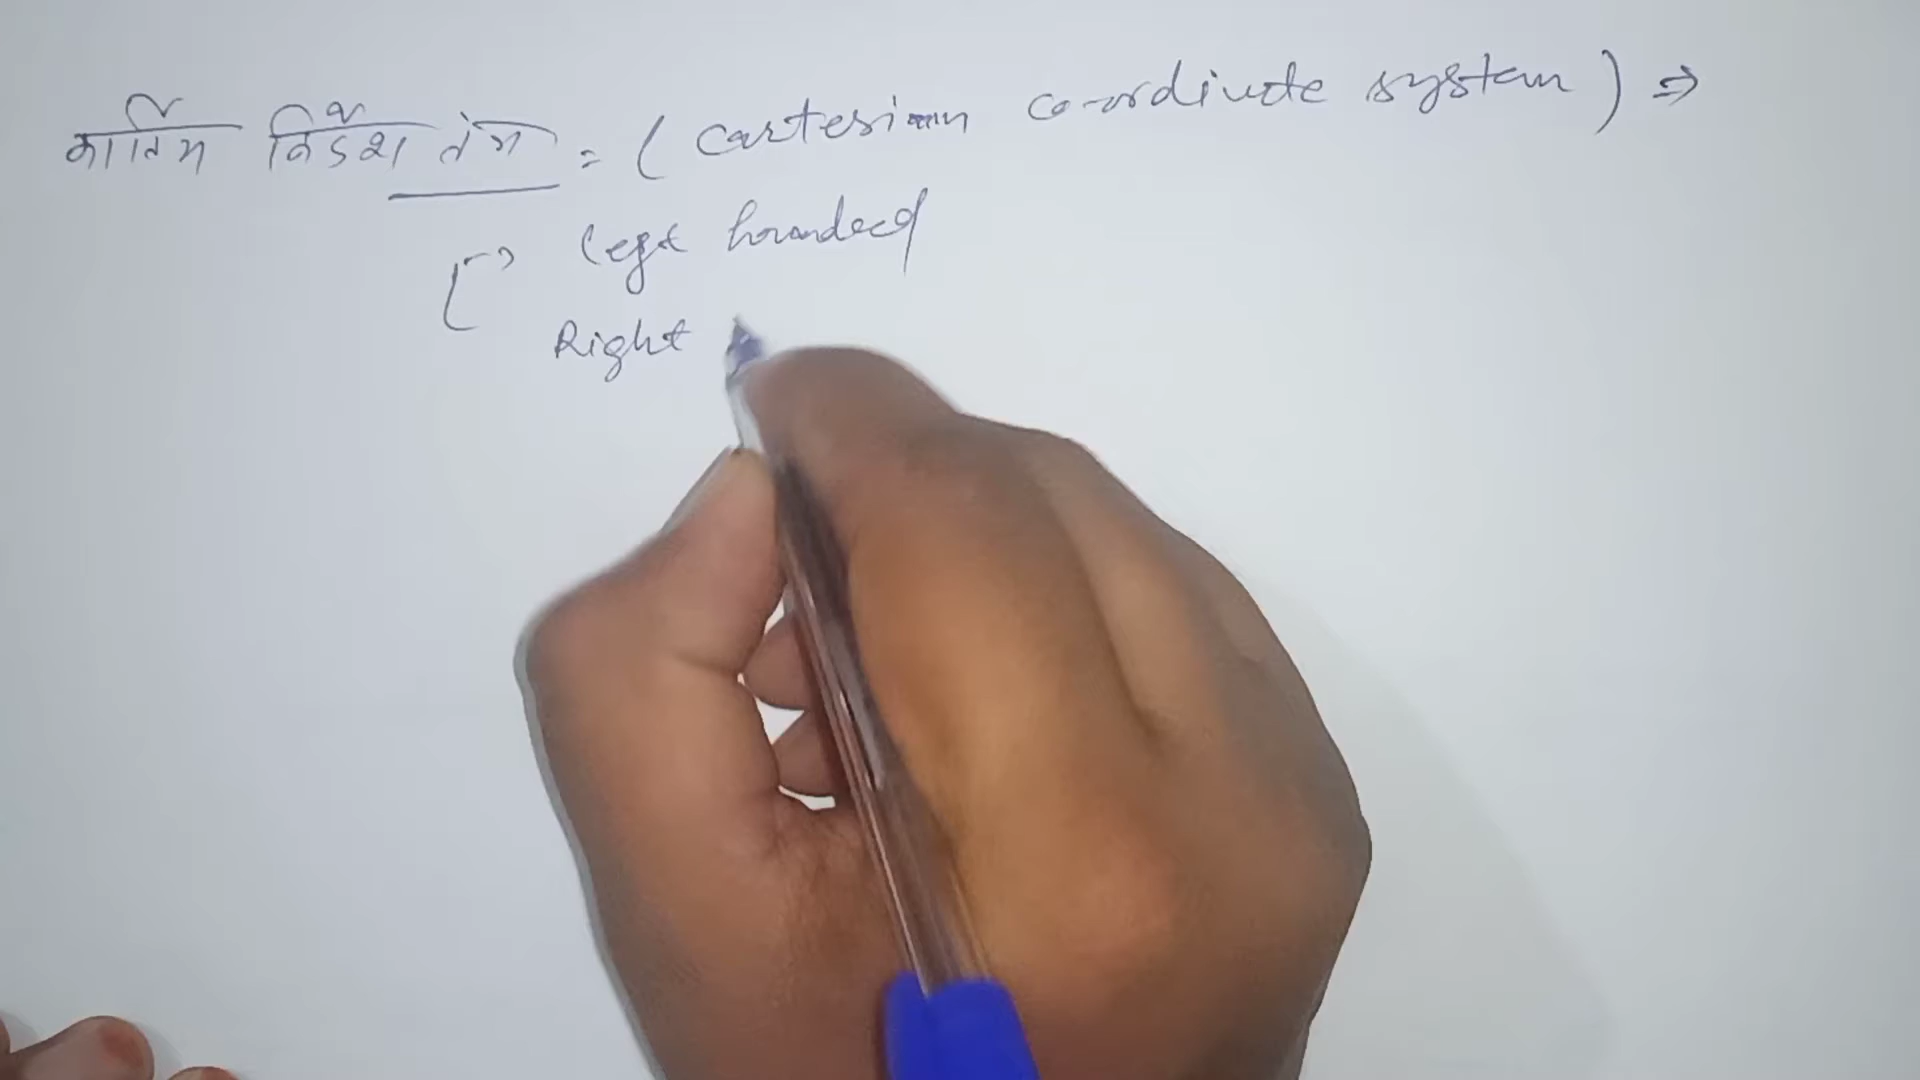 कार्तिय निर्देश तंत्र = ( Cartesian co-ordinate system ) ⇒
[→ left handed
Right